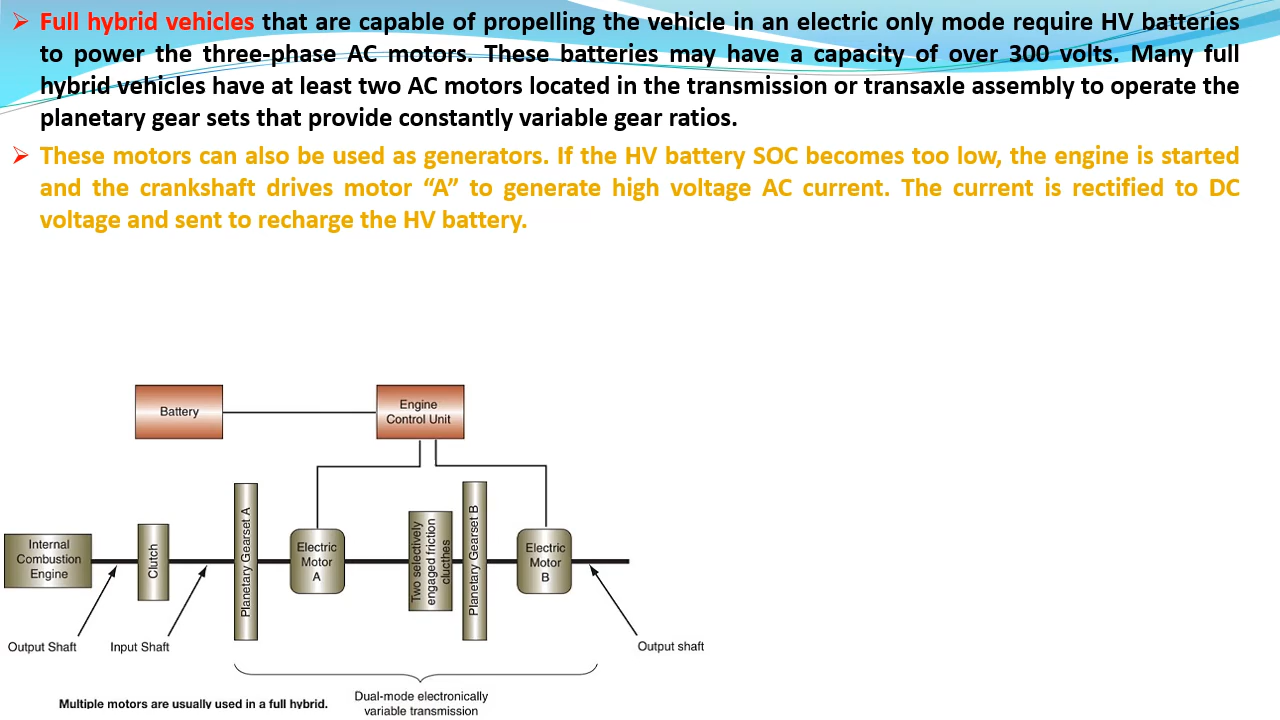 Full hybrid vehicles that are capable of propelling the vehicle in an electric only mode require HV batteries
to power the three-phase AC motors. These batteries may have a capacity of over 300 volts. Many full
hybrid vehicles have at least two AC motors located in the transmission or transaxle assembly to operate the
planetary gear sets that provide constantly variable gear ratios.
These motors can also be used as generators. If the HV battery SOC becomes too low, the engine is started
and the crankshaft drives motor “A” to generate high voltage AC current. The current is rectified to DC
voltage and sent to recharge the HV battery.
Battery
Engine
Control Unit
Internal
Combustion
Engine
Clutch
Planetary Gearset A
Electric
Motor
A
Two selectively
engaged friction
clucthes
Planetary Gearset B
Electric
Motor
B
Output Shaft
Input Shaft
Output shaft
Dual-mode electronically
variable transmission
Multiple motors are usually used in a full hybrid.